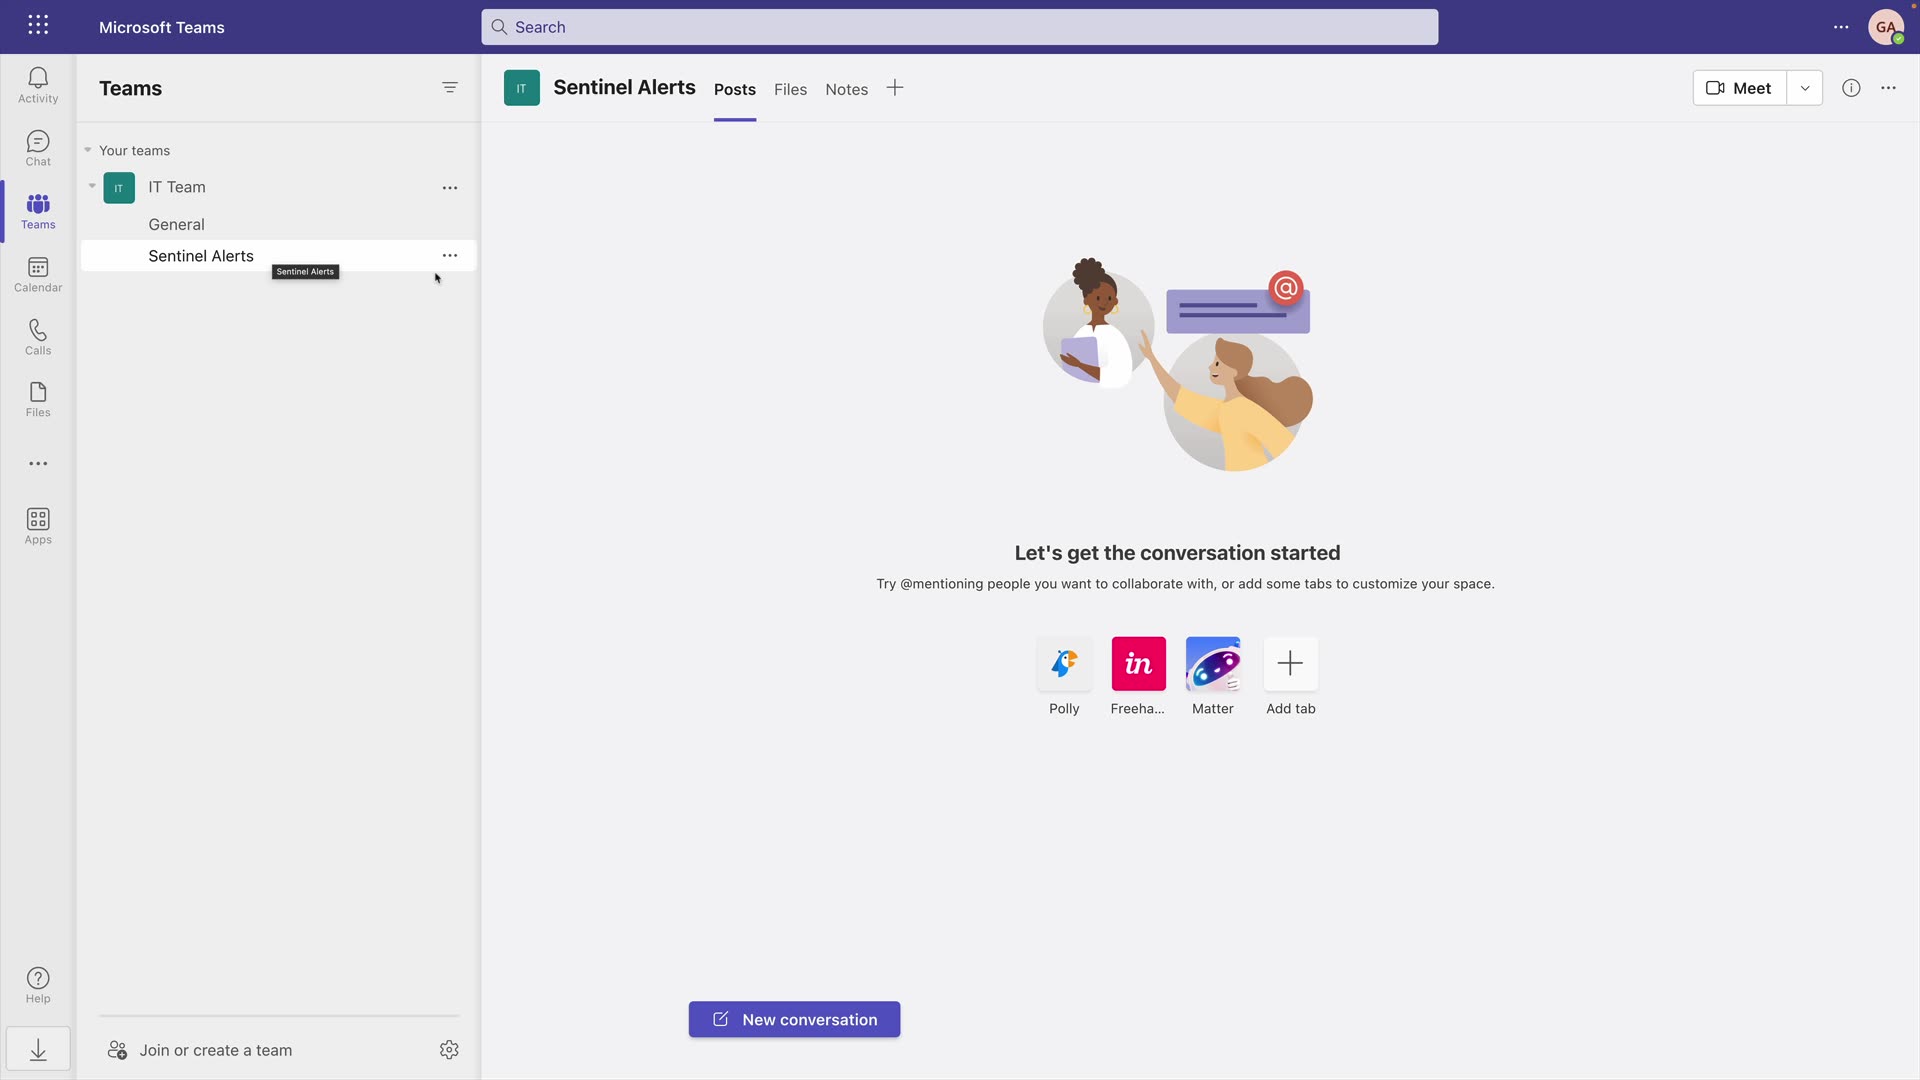 Microsoft Teams
Search
GA
Activity
Chat
Teams
Calendar
Calls
Files
Apps
Help
Teams
Your teams
IT
IT Team
General
Sentinel Alerts
Sentinel Alerts
Join or create a team
IT
Sentinel Alerts
Posts
Files
Notes
Meet
@
Let's get the conversation started
Try @mentioning people you want to collaborate with, or add some tabs to customize your space.
in
Polly
Freeha...
Matter
Add tab
New conversation